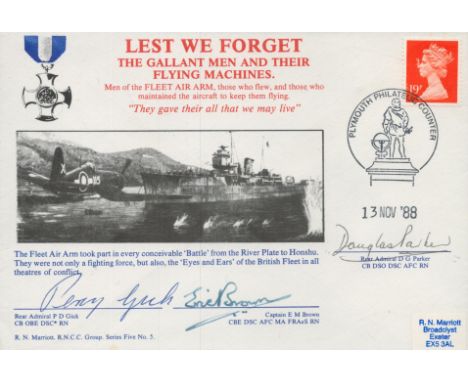 LEST WE FORGET
THE GALLANT MEN AND THEIR
FLYING MACHINES.
Men of the FLEET AIR ARM, those who flew, and those who
maintained the aircraft to keep them flying.
"They gave their all that we may live"
19P
PLYMOUTH PHILATELIC COUNTER
13 NOV '88
The Fleet Air Arm took part in every conceivable 'Battle' from the River Plate to Honshu.
They were not only a fighting force, but also, the 'Eyes and Ears' of the British Fleet in all
theatres of conflict.
Douglas Parker
Rear Admiral D G Parker
CB DSO DSC AFC RN
Percy Gick
Eric Brown
Rear Admiral P D Gick
CB OBE DSC* RN
Captain E M Brown
CBE DSC AFC MA FRAeS RN
R. N. Marriott. R.N.C.C. Group. Series Five No. 5.
R. N. Marriott
Broadclyst
Exeter
EX5 3AL